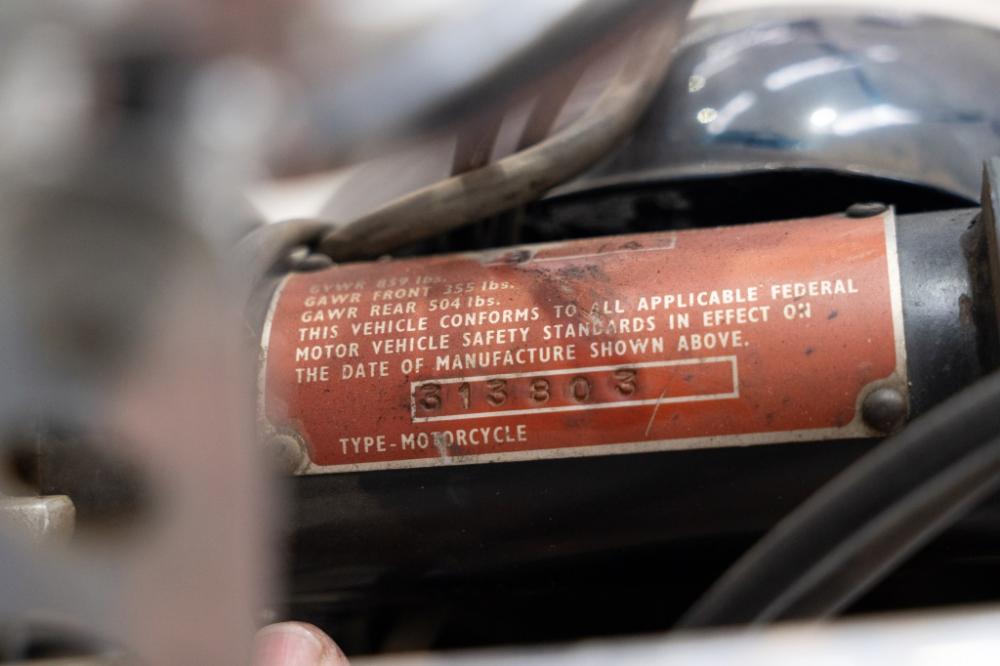 GVWR 859 lbs.
GAWR FRONT 355 lbs.
GAWR REAR 504 lbs.
THIS VEHICLE CONFORMS TO ALL APPLICABLE FEDERAL
MOTOR VEHICLE SAFETY STANDARDS IN EFFECT ON
THE DATE OF MANUFACTURE SHOWN ABOVE.
313803
TYPE-MOTORCYCLE